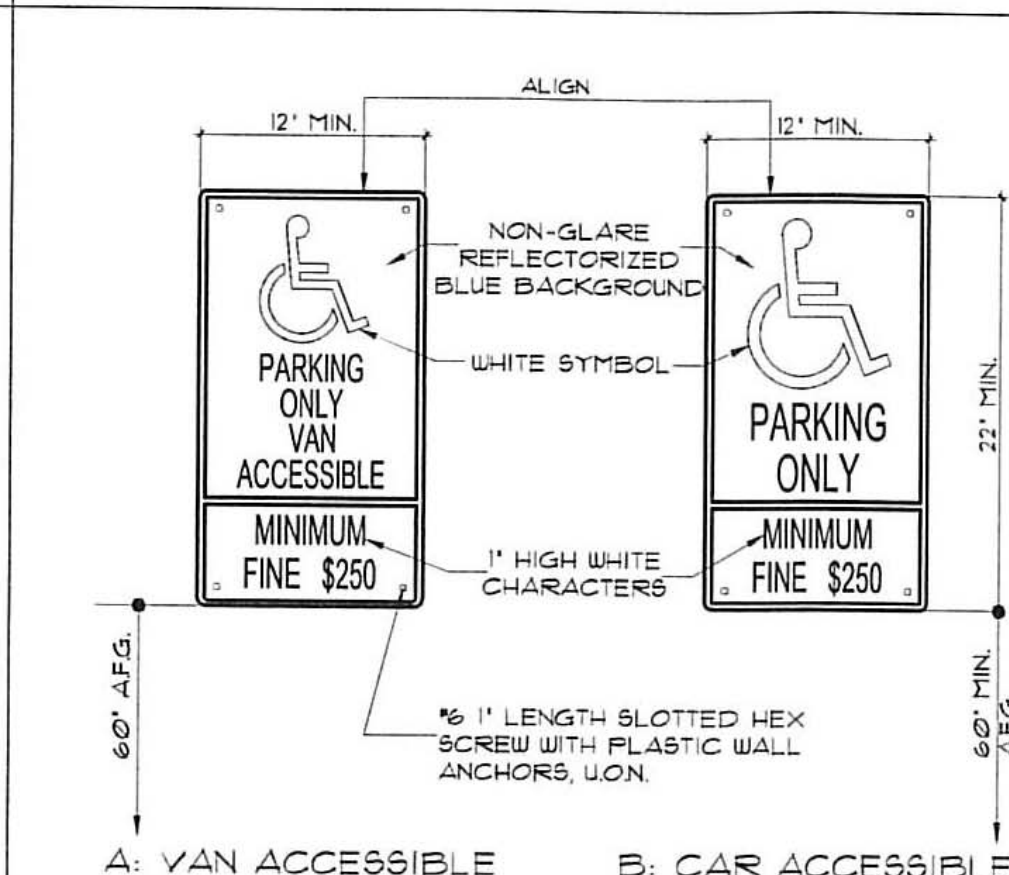 ALIGN
12" MIN.
12" MIN.
NON-GLARE
REFLECTORIZED
BLUE BACKGROUND
WHITE SYMBOL
PARKING
ONLY
VAN
ACCESSIBLE
PARKING
ONLY
22" MIN.
MINIMUM
FINE $250
1" HIGH WHITE
CHARACTERS
MINIMUM
FINE $250
60" A.F.G.
#6 1" LENGTH SLOTTED HEX
SCREW WITH PLASTIC WALL
ANCHORS, U.O.N.
60" MIN.
A.F.G.
A: VAN ACCESSIBLE
B: CAR ACCESSIBLE